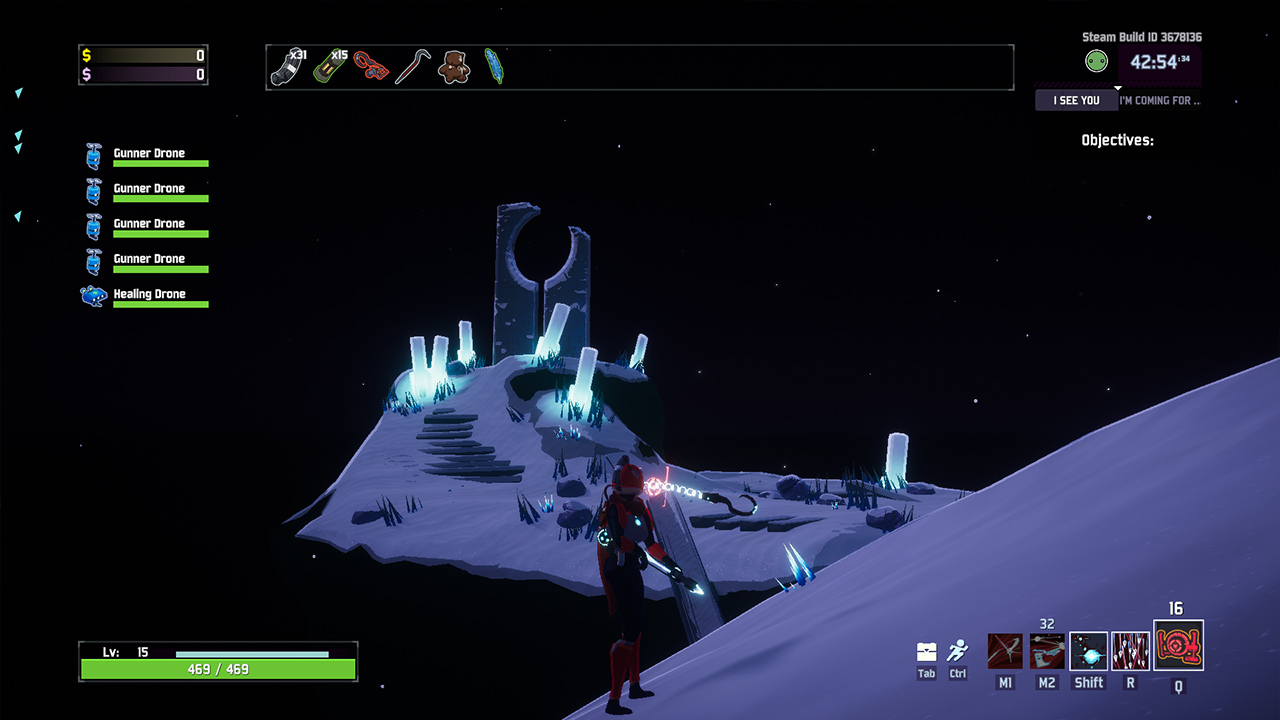 $ 0
$ 0
x31 x15
Steam Build ID 3678136
42:54:34
I SEE YOU I'M COMING FOR ..
Objectives:
Gunner Drone
Gunner Drone
Gunner Drone
Gunner Drone
Healing Drone
Lv: 15
469 / 469
32 16
Tab Ctrl M1 M2 Shift R Q